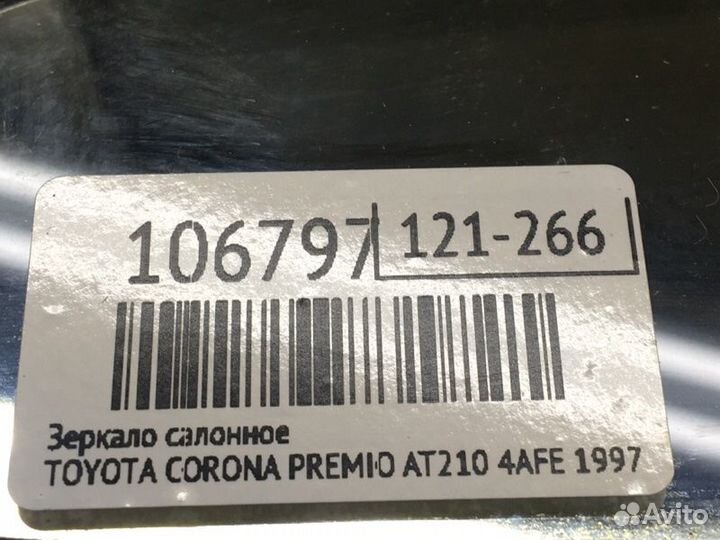 106797 121-266
Зеркало салонное
TOYOTA CORONA PREMIO AT210 4AFE 1997
Avito